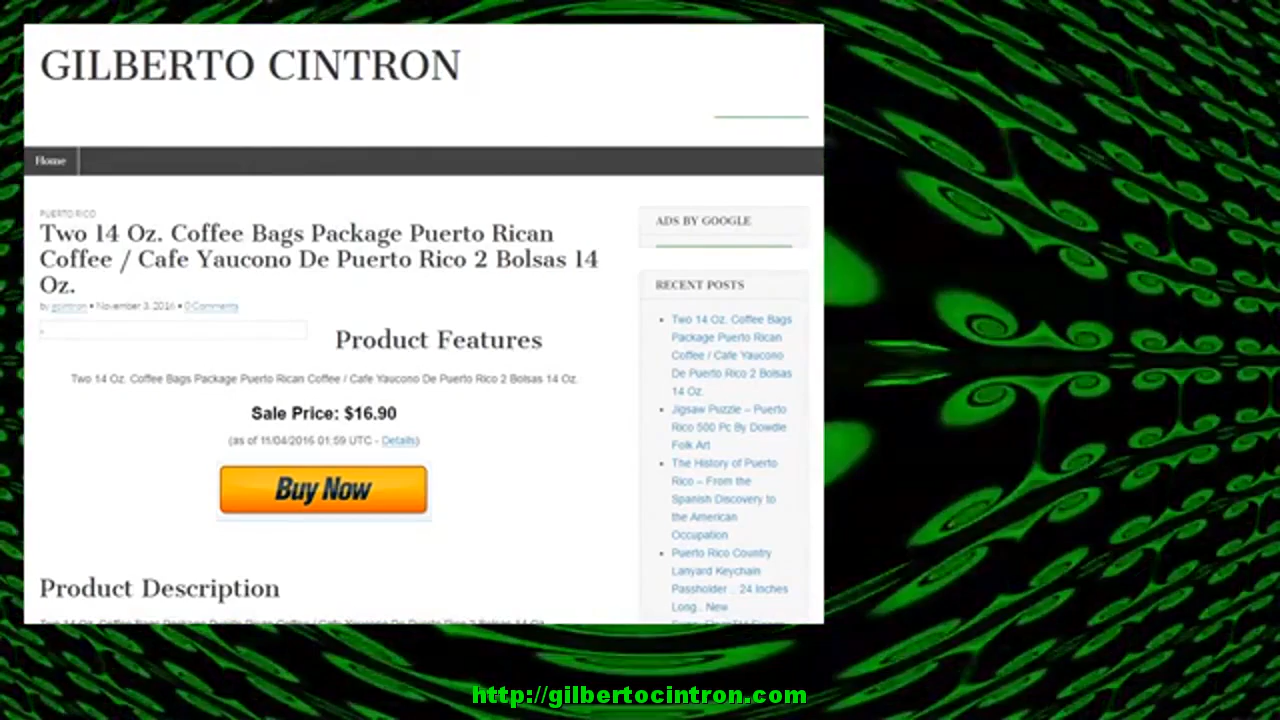 GILBERTO CINTRON
Home
PUERTO RICO
Two 14 Oz. Coffee Bags Package Puerto Rican
Coffee / Cafe Yaucono De Puerto Rico 2 Bolsas 14
Oz.
by gcintron • November 3, 2016 • 0 Comments
Product Features
Two 14 Oz. Coffee Bags Package Puerto Rican Coffee / Cafe Yaucono De Puerto Rico 2 Bolsas 14 Oz.
Sale Price: $16.90
(as of 11/04/2016 01:59 UTC - Details)
Buy Now
Product Description
ADS BY GOOGLE
RECENT POSTS
Two 14 Oz. Coffee Bags
Package Puerto Rican
Coffee / Cafe Yaucono
De Puerto Rico 2 Bolsas
14 Oz.
Jigsaw Puzzle – Puerto
Rico 500 Pc By Dowdle
Folk Art
The History of Puerto
Rico – From the
Spanish Discovery to
the American
Occupation
Puerto Rico Country
Lanyard Keychain
Passholder .. 24 Inches
Long.. New
http://gilbertocintron.com